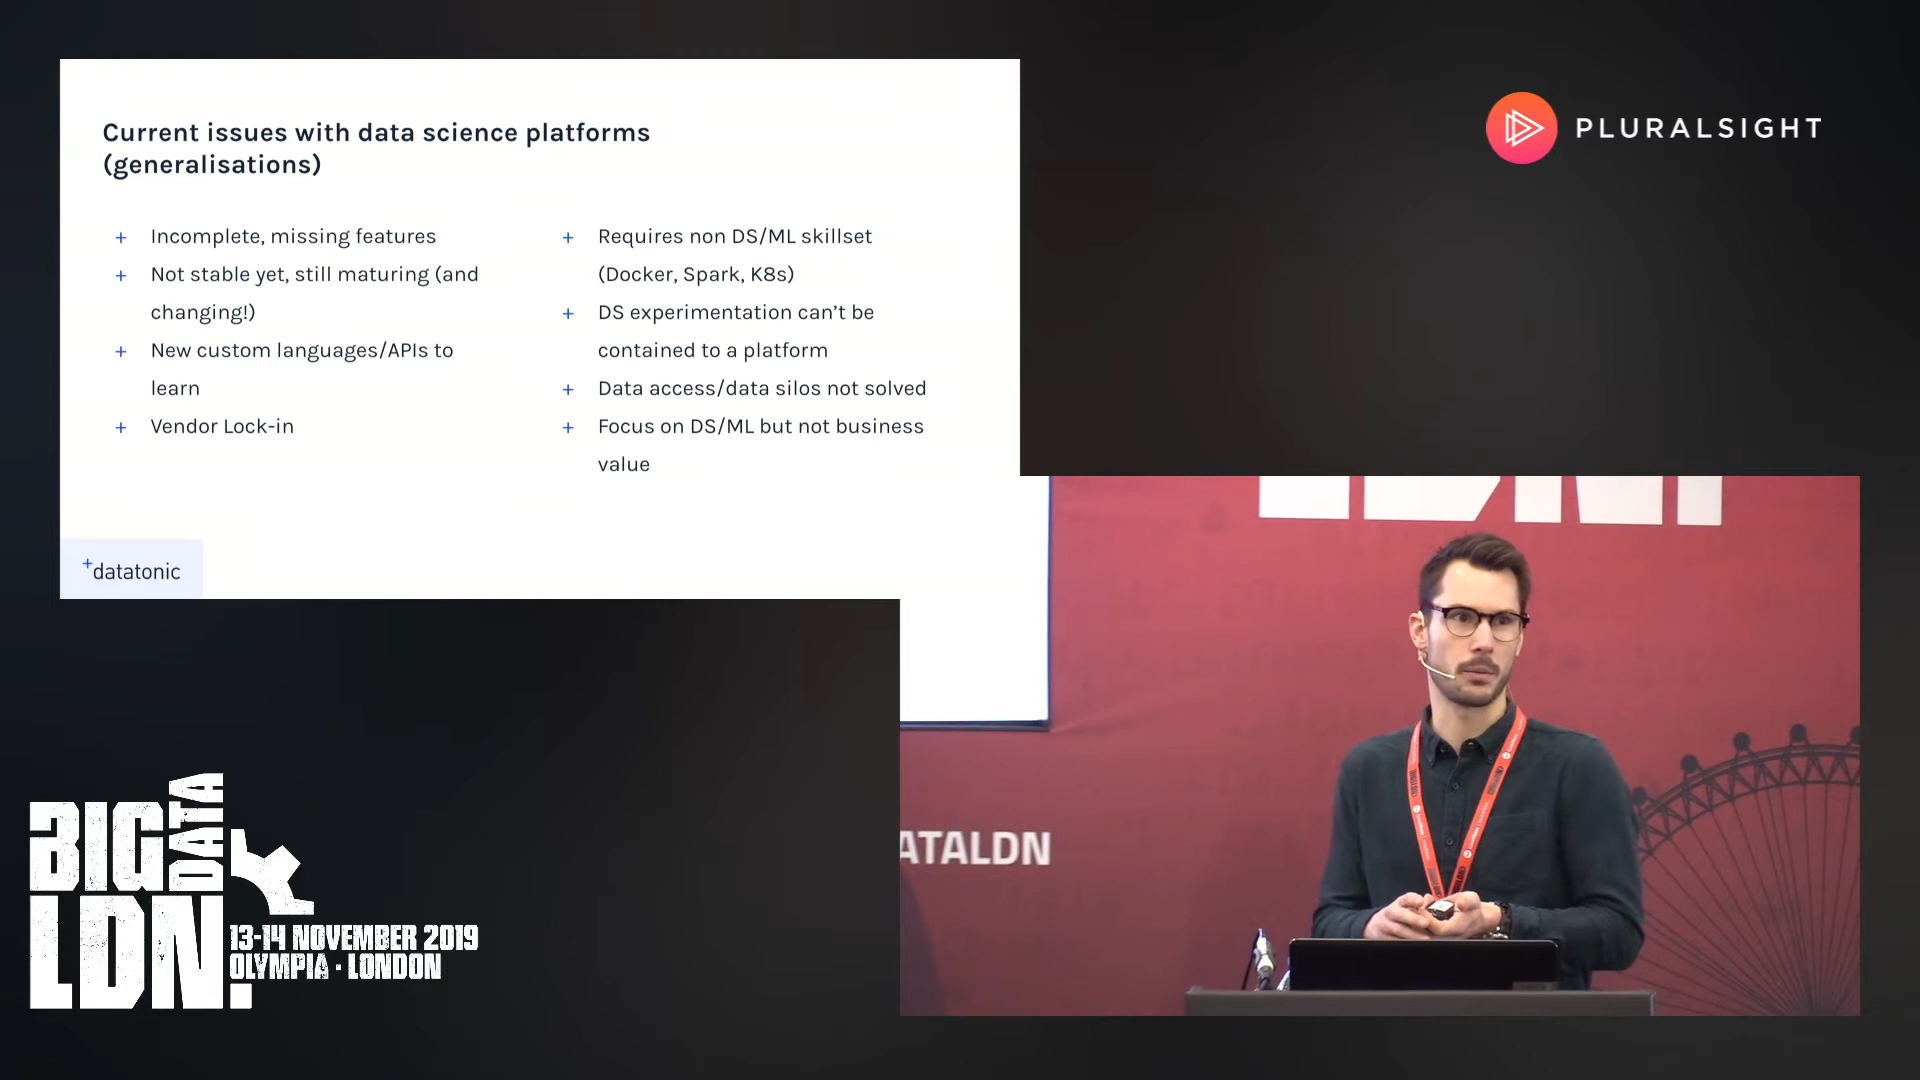 Current issues with data science platforms
(generalisations)
+ Incomplete, missing features
+ Not stable yet, still maturing (and
changing!)
+ New custom languages/APIs to
learn
+ Vendor Lock-in
+ Requires non DS/ML skillset
(Docker, Spark, K8s)
+ DS experimentation can’t be
contained to a platform
+ Data access/data silos not solved
+ Focus on DS/ML but not business
value
+datatonic
PLURALSIGHT
ATALDN
BIG
DATA
LDN.
13-14 NOVEMBER 2019
OLYMPIA · LONDON